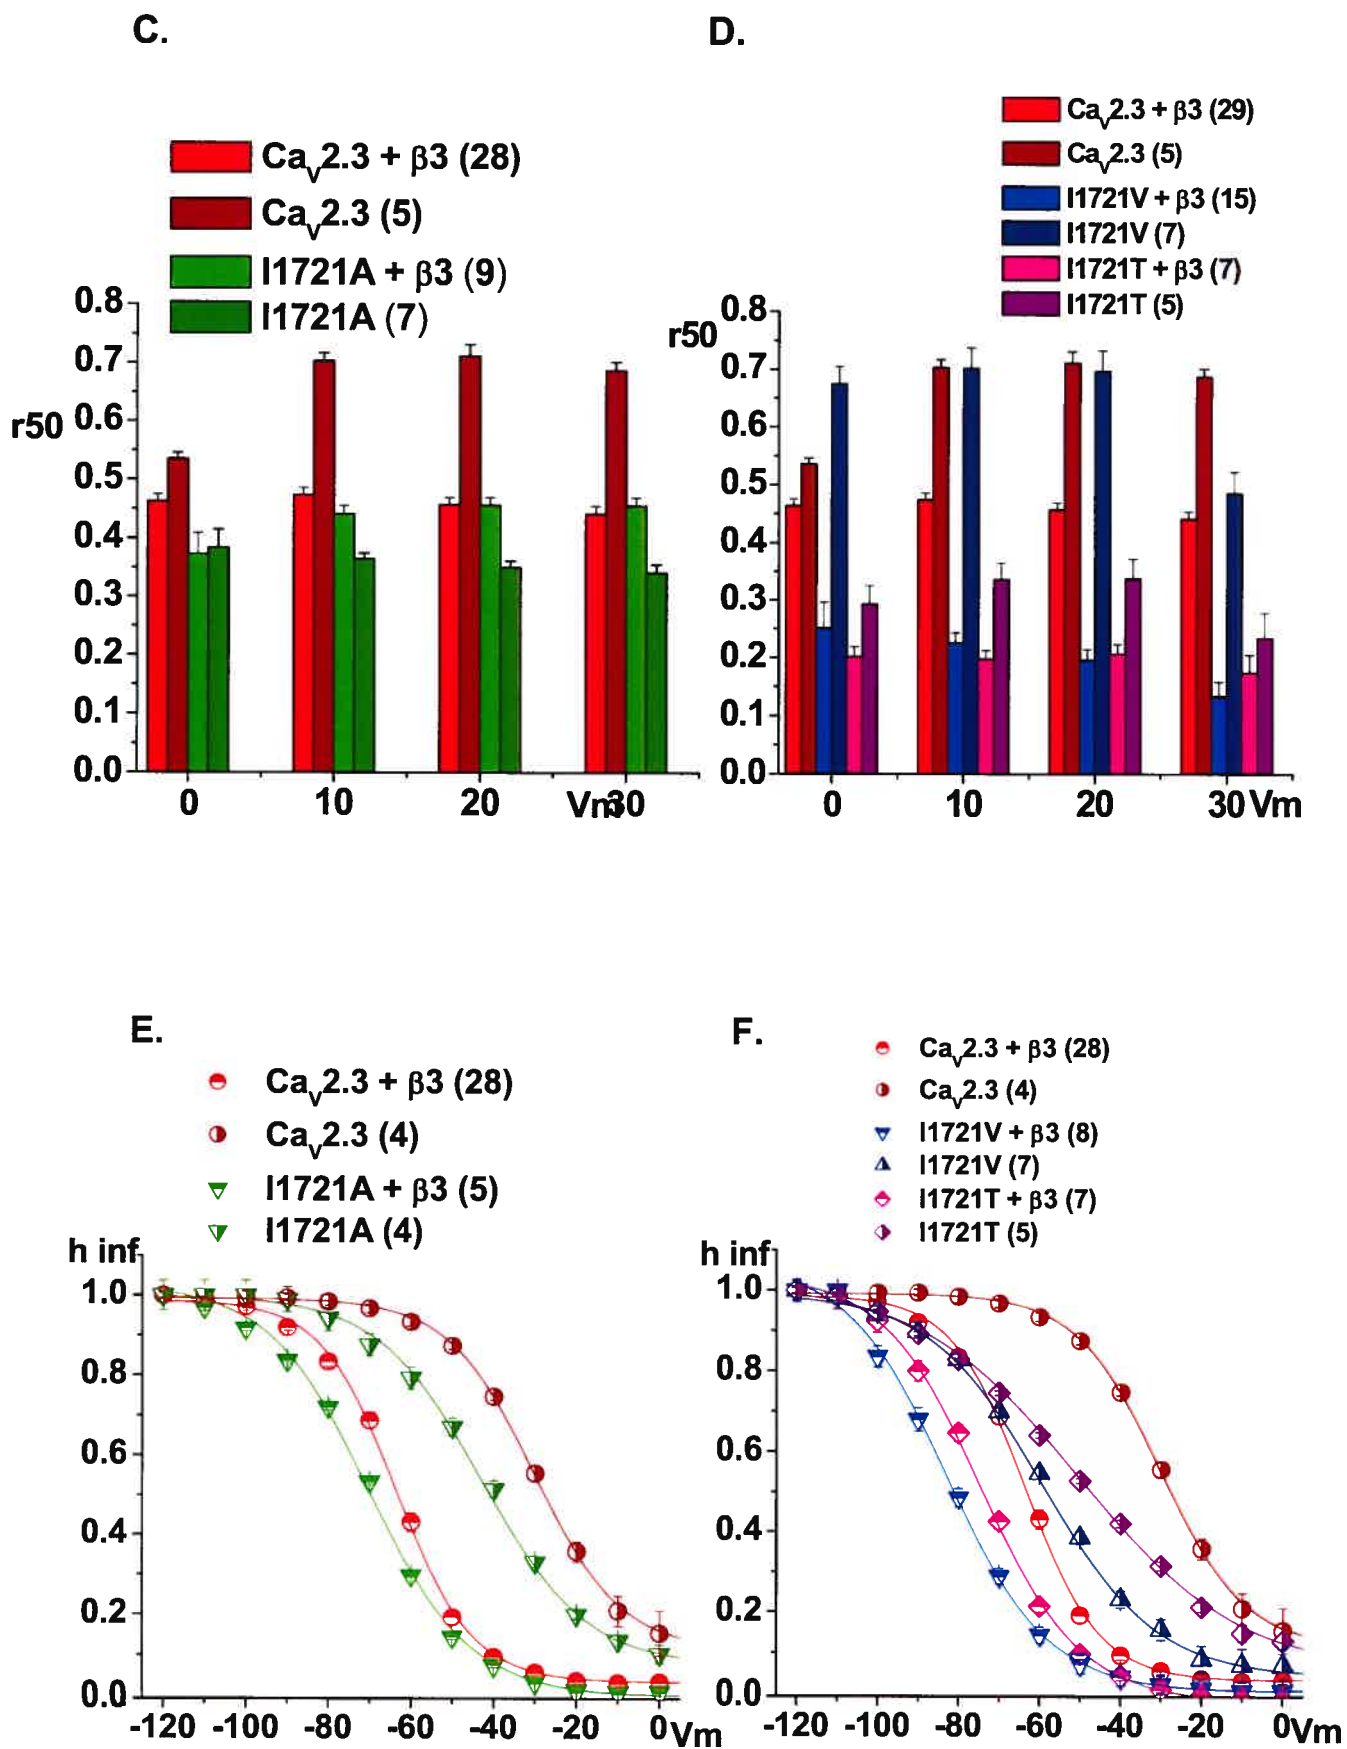 C.
Caᵥ2.3 + β3 (28)
Caᵥ2.3 (5)
I1721A + β3 (9)
I1721A (7)
r50
0.8
0.7
0.6
0.5
0.4
0.3
0.2
0.1
0.0
0 10 20 Vm 30
D.
Caᵥ2.3 + β3 (29)
Caᵥ2.3 (5)
I1721V + β3 (15)
I1721V (7)
I1721T + β3 (7)
I1721T (5)
r50
0.8
0.7
0.6
0.5
0.4
0.3
0.2
0.1
0.0
0 10 20 30 Vm
E.
Caᵥ2.3 + β3 (28)
Caᵥ2.3 (4)
I1721A + β3 (5)
I1721A (4)
h inf
1.0
0.8
0.6
0.4
0.2
0.0
-120 -100 -80 -60 -40 -20 0 Vm
F.
Caᵥ2.3 + β3 (28)
Caᵥ2.3 (4)
I1721V + β3 (8)
I1721V (7)
I1721T + β3 (7)
I1721T (5)
h inf
1.0
0.8
0.6
0.4
0.2
0.0
-120 -100 -80 -60 -40 -20 0 Vm